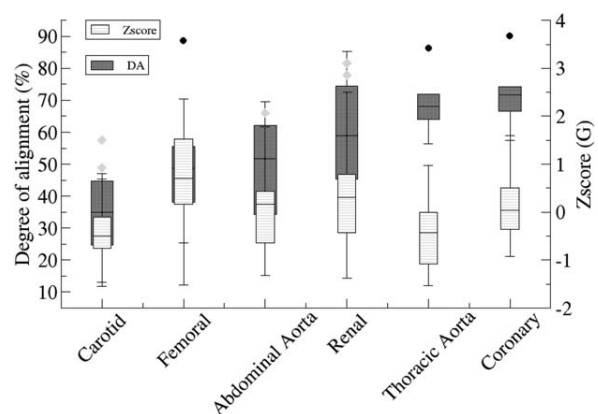 Zscore
DA
Degree of alignment (%)
90
80
70
60
50
40
30
20
10
4
3
2
1
0
-1
-2
Zscore (G)
Carotid
Femoral
Abdominal Aorta
Renal
Thoracic Aorta
Coronary